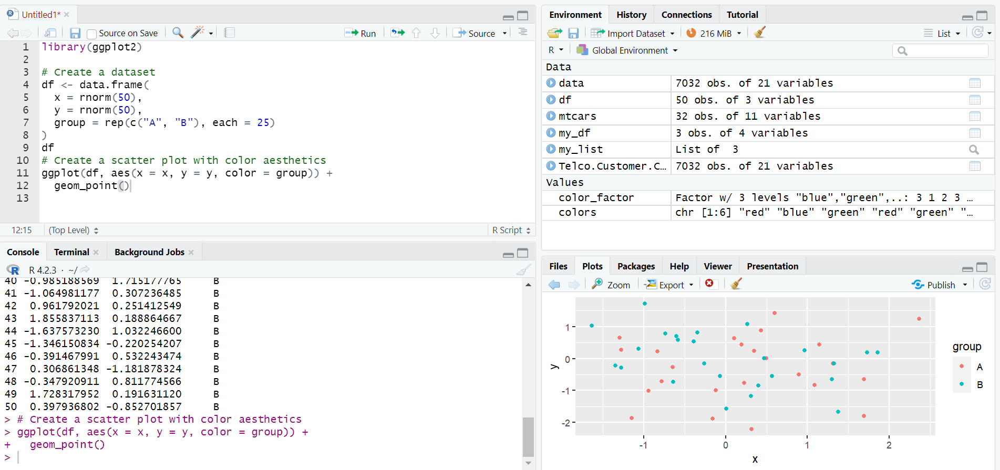 Untitled1*
Source on Save
Run
Source
1 library(ggplot2)
2
3 # Create a dataset
4 df <- data.frame(
5   x = rnorm(50),
6   y = rnorm(50),
7   group = rep(c("A", "B"), each = 25)
8 )
9 df
10 # Create a scatter plot with color aesthetics
11 ggplot(df, aes(x = x, y = y, color = group)) +
12   geom_point()
13
12:15 (Top Level) R Script
Console Terminal Background Jobs
R 4.2.3 · ~/
40 -0.985188569 1.715177765 B
41 -1.064981177 0.307236485 B
42 0.961792021 0.251412549 B
43 1.855837113 0.188864667 B
44 -1.637573230 1.032246600 B
45 -1.346150834 -0.220254207 B
46 -0.391467991 0.532243474 B
47 0.306861348 -1.181878324 B
48 -0.347920911 0.811774566 B
49 1.728317952 0.191631120 B
50 0.397936802 -0.852701857 B
> # Create a scatter plot with color aesthetics
> ggplot(df, aes(x = x, y = y, color = group)) +
+   geom_point()
>
Environment History Connections Tutorial
Import Dataset 216 MiB List
R Global Environment
Data
data 7032 obs. of 21 variables
df 50 obs. of 3 variables
mtcars 32 obs. of 11 variables
my_df 3 obs. of 4 variables
my_list List of  3
Telco.Customer.C… 7032 obs. of 21 variables
Values
color_factor Factor w/ 3 levels "blue","green",..: 3 1 2 3 …
colors chr [1:6] "red" "blue" "green" "red" "green" "…
Files Plots Packages Help Viewer Presentation
Zoom Export Publish
1
0
-1
-2
y
-1 0 1 2
x
group
A
B